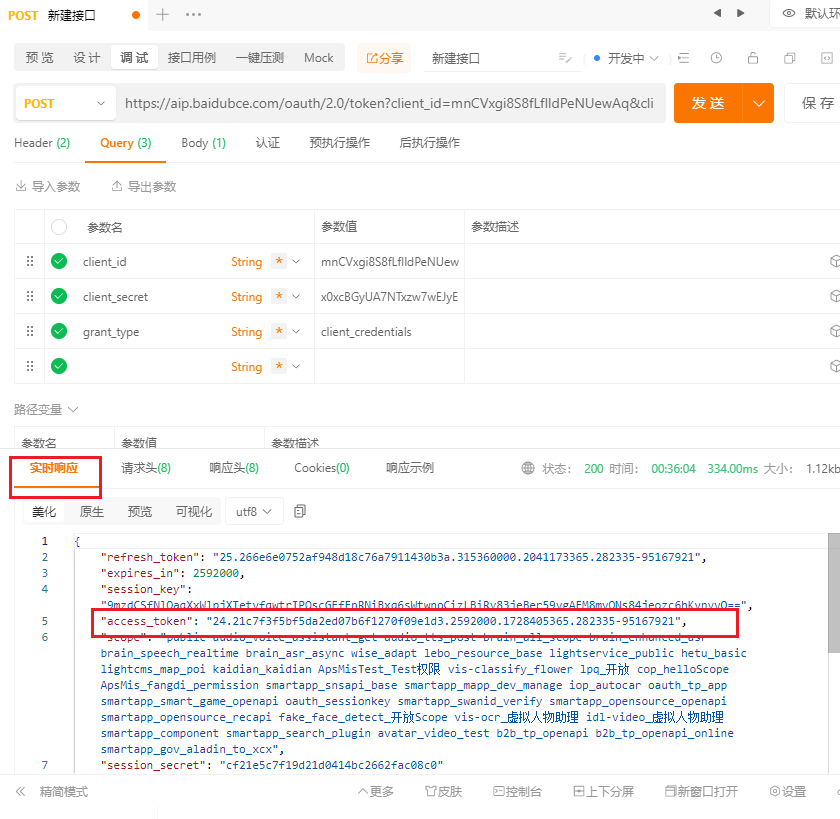 POST 新建接口
默认环
预 览 设 计 调 试 接口用例 一键压测 Mock 分享 新建接口 开发中
POST https://aip.baidubce.com/oauth/2.0/token?client_id=mnCVxgi8S8fLflIdPeNUewAq&cli 发 送 保 存
Header (2) Query (3) Body (1) 认证 预执行操作 后执行操作
导入参数 导出参数
参数名 参数值 参数描述
client_id String * mnCVxgi8S8fLflIdPeNUew
client_secret String * x0xcBGyUA7NTxzw7wEJyE
grant_type String * client_credentials
String *
路径变量
参数名 参数值 参数描述
实时响应 请求头(8) 响应头(8) Cookies(0) 响应示例 状态： 200 时间： 00:36:04 334.00ms 大小： 1.12kb
美化 原生 预览 可视化 utf8
1 {
2 "refresh_token": "25.266e6e0752af948d18c76a7911430b3a.315360000.2041173365.282335-95167921",
3 "expires_in": 2592000,
4 "session_key":
5 "access_token": "24.21c7f3f5bf5da2ed07b6f1270f09e1d3.2592000.1728405365.282335-95167921",
6 "scope": "public audio_voice_assistant_get audio_tts_post brain_all_scope brain_enhanced_asr
brain_speech_realtime brain_asr_async wise_adapt lebo_resource_base lightservice_public hetu_basic
lightcms_map_poi kaidian_kaidian ApsMisTest_Test权限 vis-classify_flower lpq_开放 cop_helloScope
ApsMis_fangdi_permission smartapp_snsapi_base smartapp_mapp_dev_manage iop_autocar oauth_tp_app
smartapp_smart_game_openapi oauth_sessionkey smartapp_swanid_verify smartapp_opensource_openapi
smartapp_opensource_recapi fake_face_detect_开放Scope vis-ocr_虚拟人物助理 idl-video_虚拟人物助理
smartapp_component smartapp_search_plugin avatar_video_test b2b_tp_openapi b2b_tp_openapi_online
smartapp_gov_aladin_to_xcx",
7 "session_secret": "cf21e5c7f19d21d0414bc2662fac08c0"
精简模式 更多 皮肤 控制台 上下分屏 新窗口打开 设置